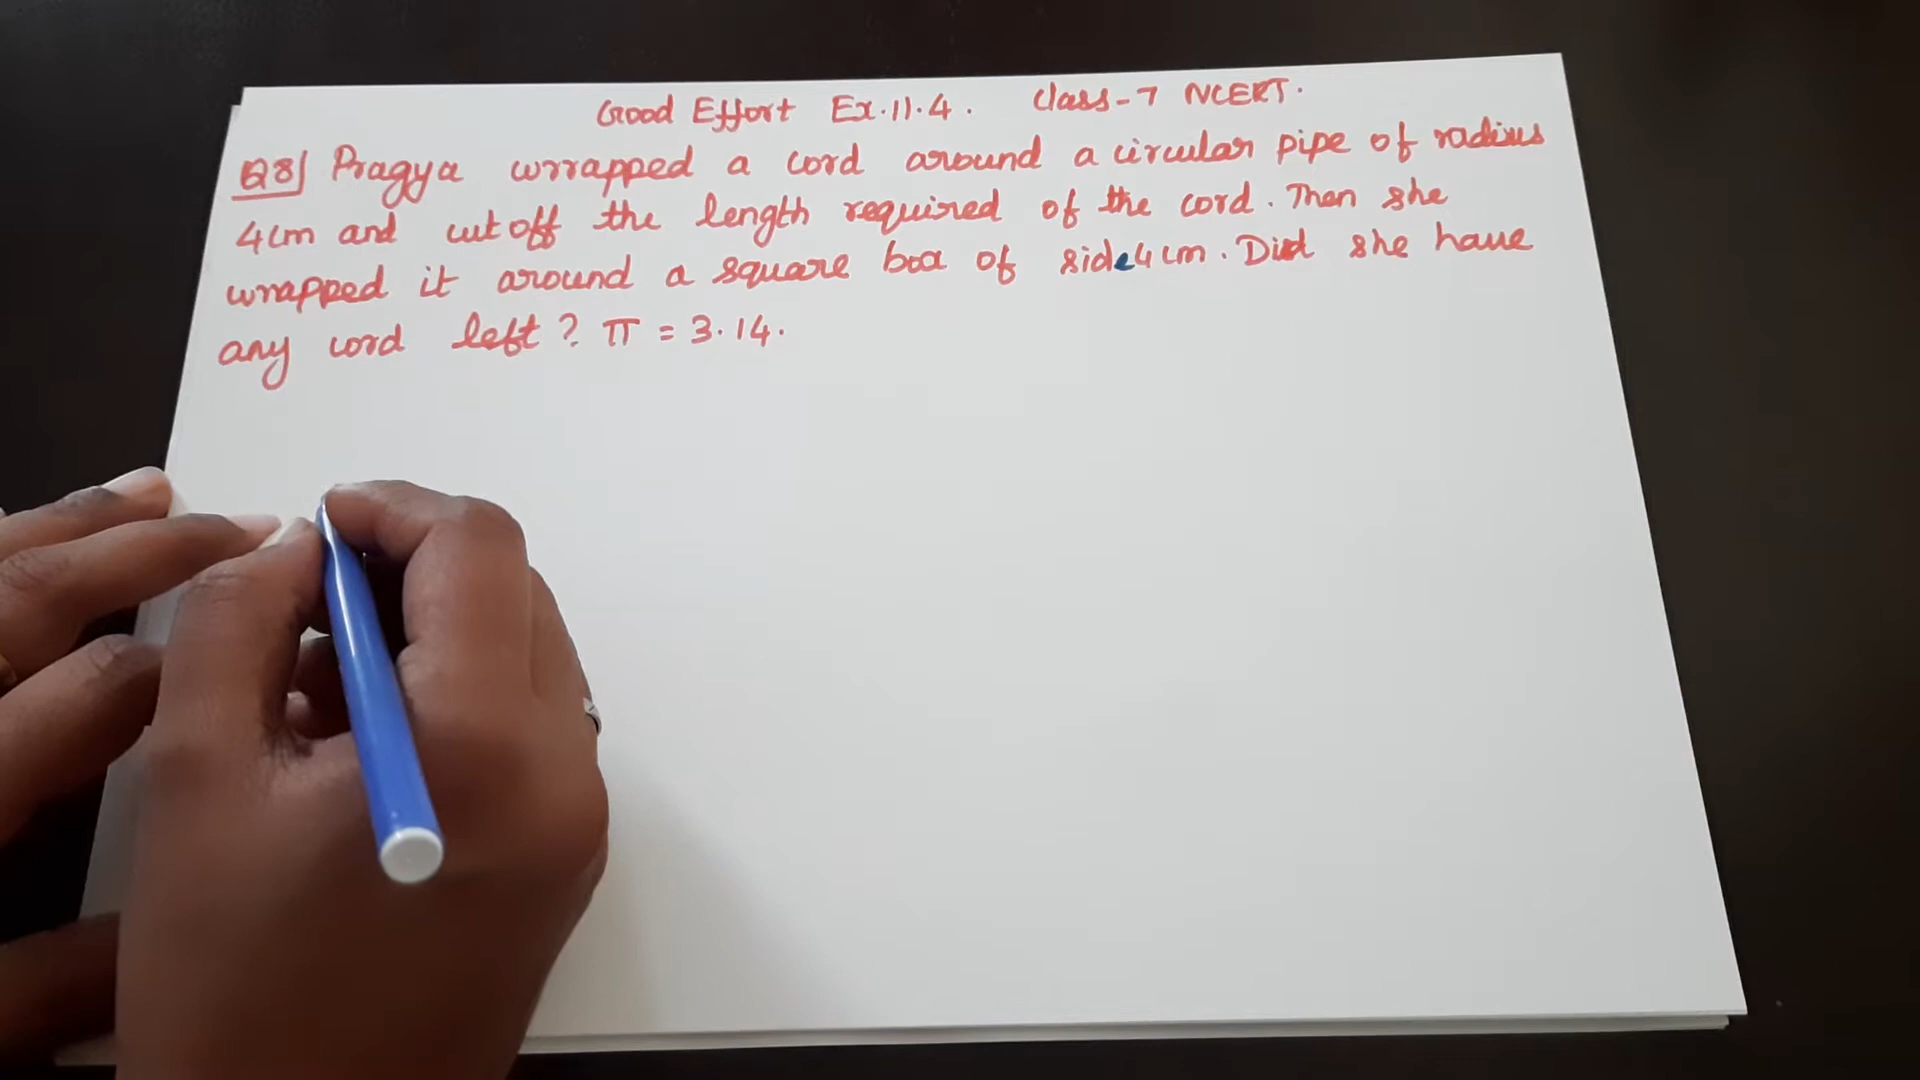 Good Effort Ex.11.4. Class-7 NCERT.
Q8) Pragya wrapped a cord around a circular pipe of radius
4cm and cut off the length required of the cord. Then she
wrapped it around a square box of side 4cm. Did she have
any cord left? π = 3.14.